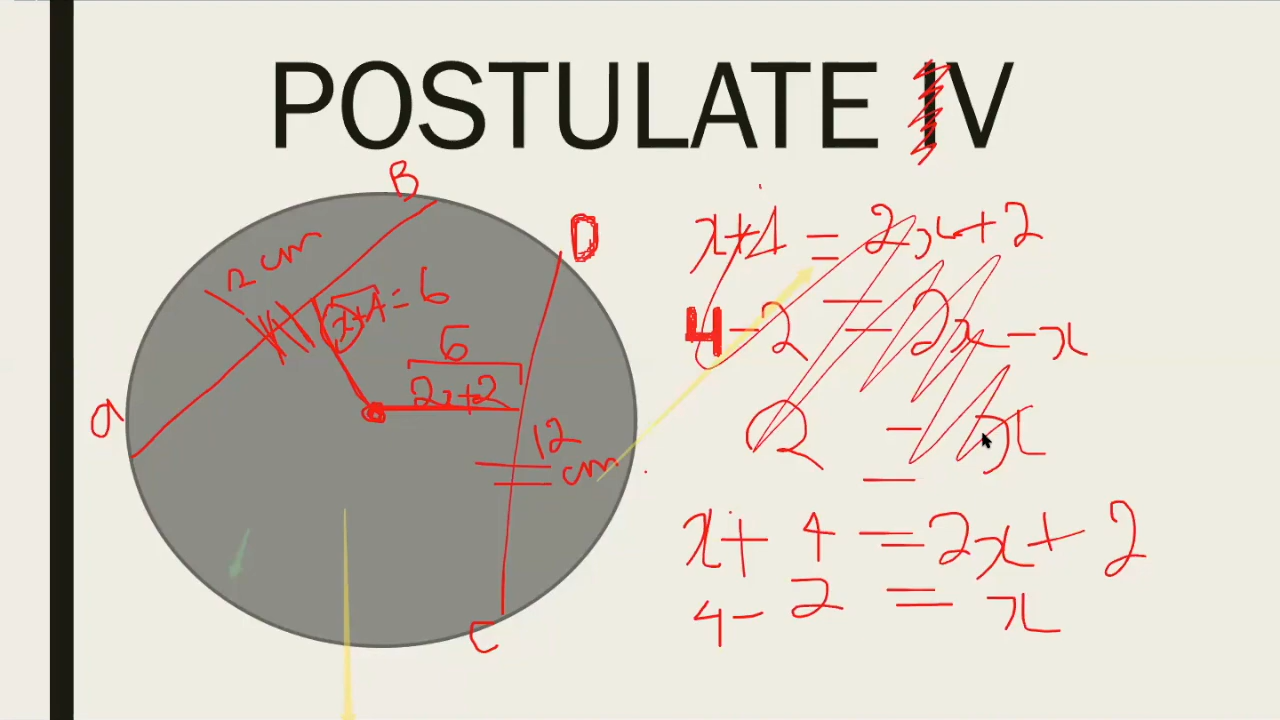 POSTULATE IV
B
D
12 cm
x+4 = 6
6
2x+2
A
12
cm
C
x+4 = 2x+2
4-2 = 2x-x
2 = x
x+ 4 = 2x+ 2
4- 2 = x